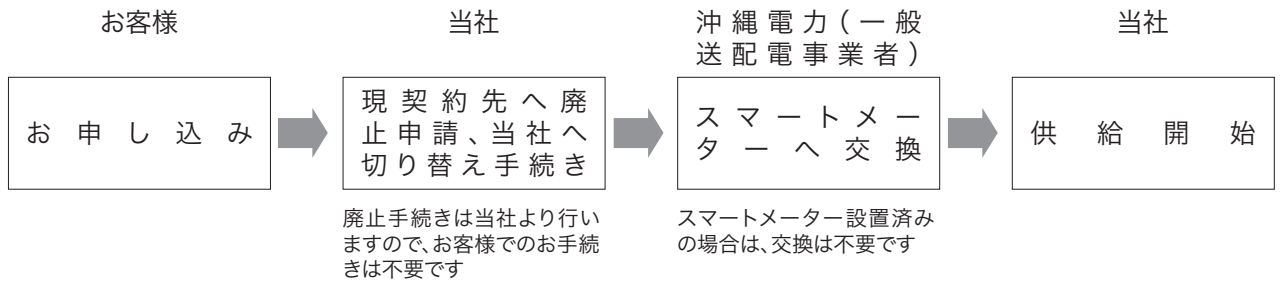 お客様
お申し込み
当社
現契約先へ廃
止申請、当社へ
切り替え手続き
廃止手続きは当社より行い
ますので、お客様でのお手続
きは不要です
沖縄電力(一般
送配電事業者)
スマートメー
ターへ交換
スマートメーター設置済み
の場合は、交換は不要です
当社
供給開始